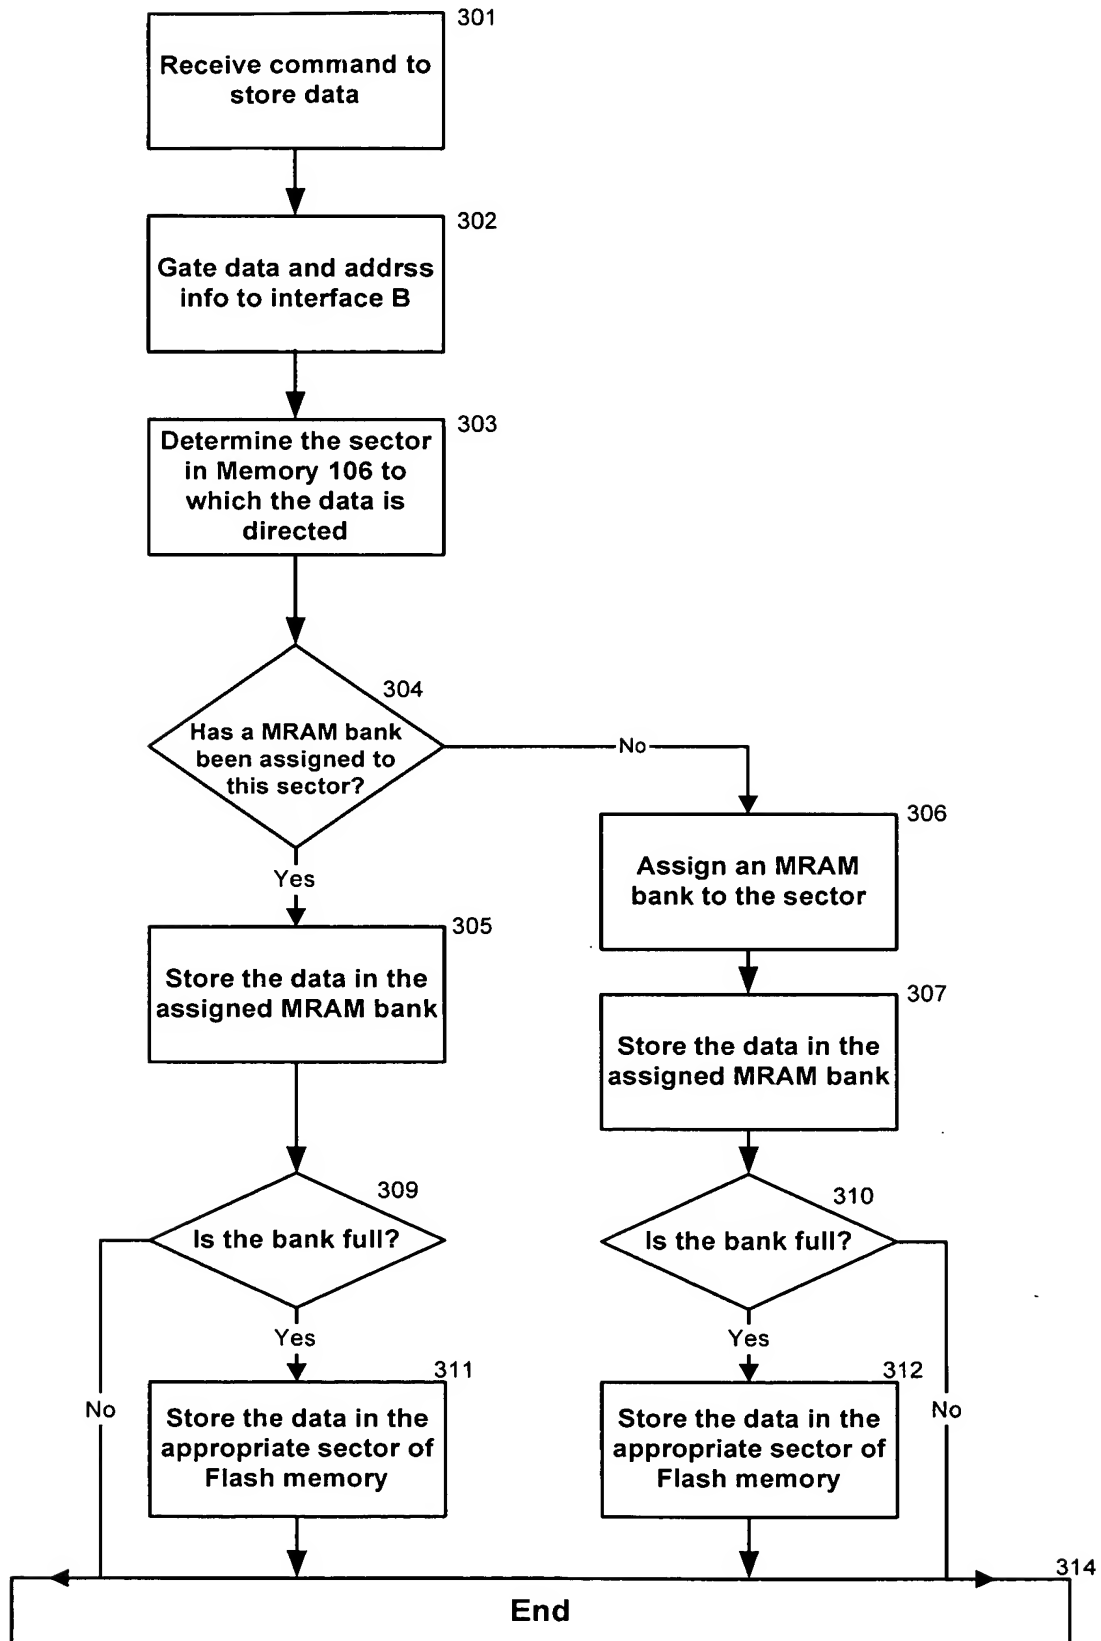 301
Receive command to
store data
302
Gate data and addrss
info to interface B
303
Determine the sector
in Memory 106 to
which the data is
directed
304
Has a MRAM bank
been assigned to
this sector?
No
Yes
306
Assign an MRAM
bank to the sector
305
Store the data in the
assigned MRAM bank
307
Store the data in the
assigned MRAM bank
309
Is the bank full?
310
Is the bank full?
Yes
Yes
311
312
No
Store the data in the
appropriate sector of
Flash memory
Store the data in the
appropriate sector of
Flash memory
No
314
End